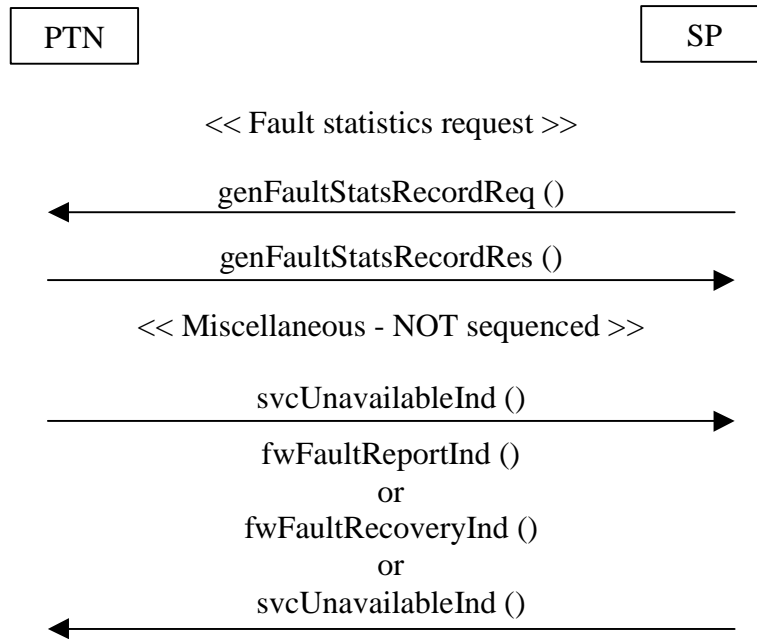 PTN
SP
<< Fault statistics request >>
genFaultStatsRecordReq ()
genFaultStatsRecordRes ()
<< Miscellaneous - NOT sequenced >>
svcUnavailableInd ()
fwFaultReportInd ()
or
fwFaultRecoveryInd ()
or
svcUnavailableInd ()